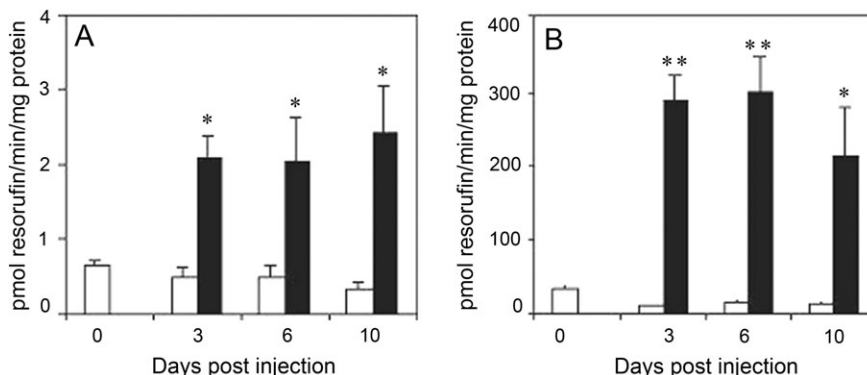 A
pmol resorufin/min/mg protein
4
3
2
1
0
* * *
0 3 6 10
Days post injection
B
pmol resorufin/min/mg protein
400
300
200
100
0
** ** *
0 3 6 10
Days post injection